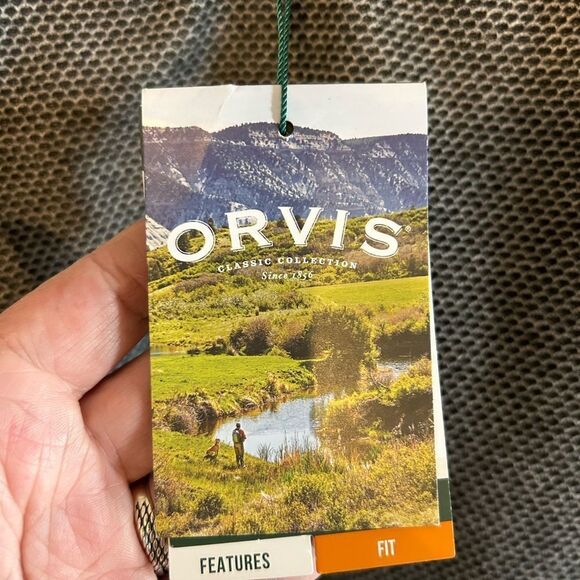 ORVIS®
CLASSIC COLLECTION
Since 1856
FEATURES
FIT